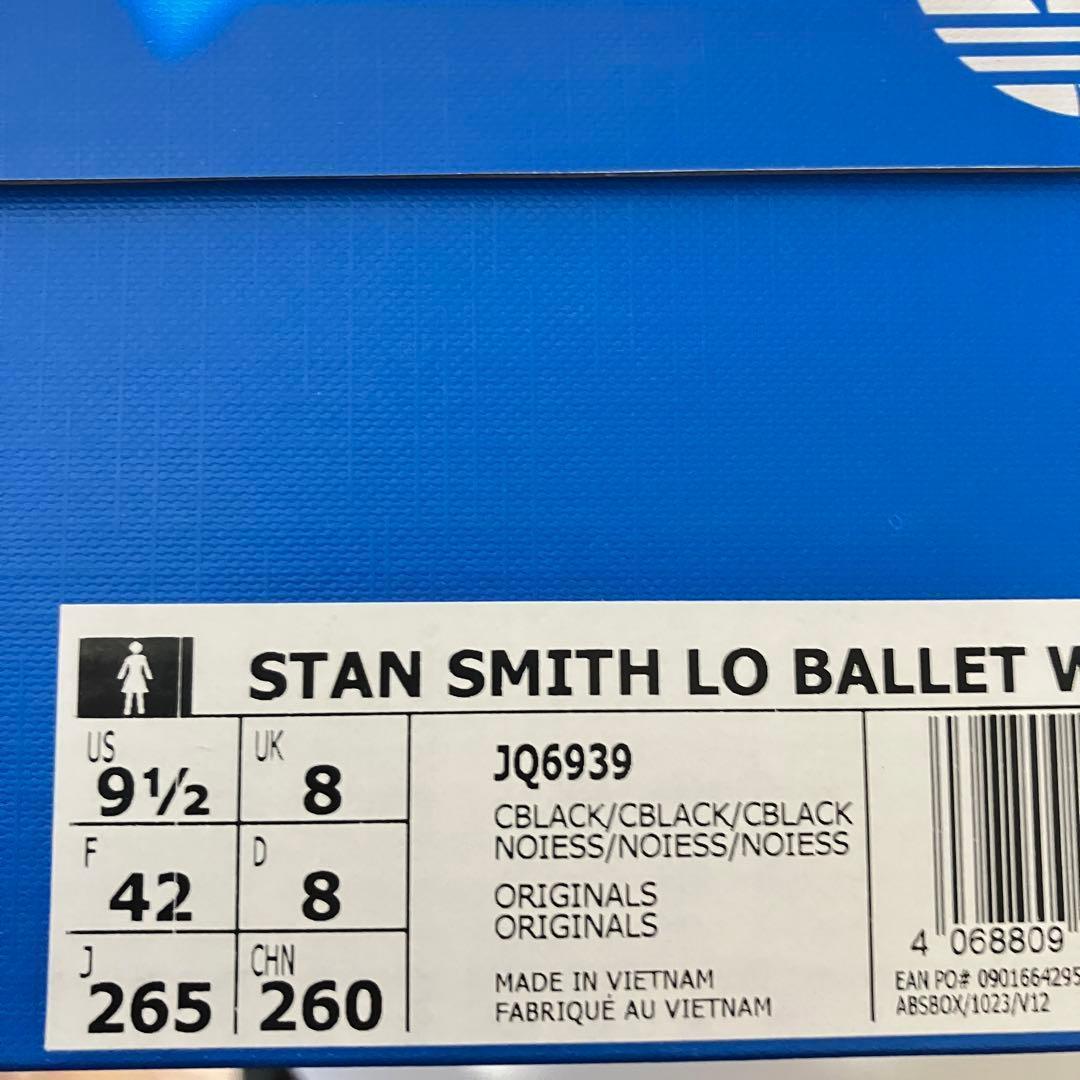 STAN SMITH LO BALLET W
US 9½
UK 8
F 42
D 8
J 265
CHN 260
JQ6939
CBLACK/CBLACK/CBLACK
NOIESS/NOIESS/NOIESS
ORIGINALS
ORIGINALS
MADE IN VIETNAM
FABRIQUÉ AU VIETNAM
4 068809
EAN PO# 0901664295
ABSBOX/1023/V12